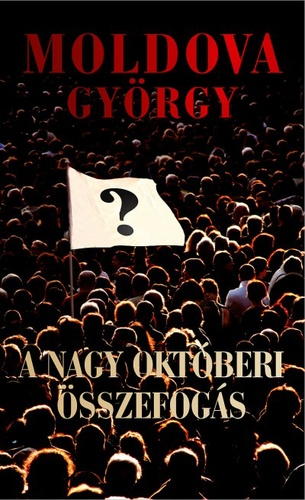 MOLDOVA
GYÖRGY
?
A NAGY OKTÓBERI
ÖSSZEFOGÁS